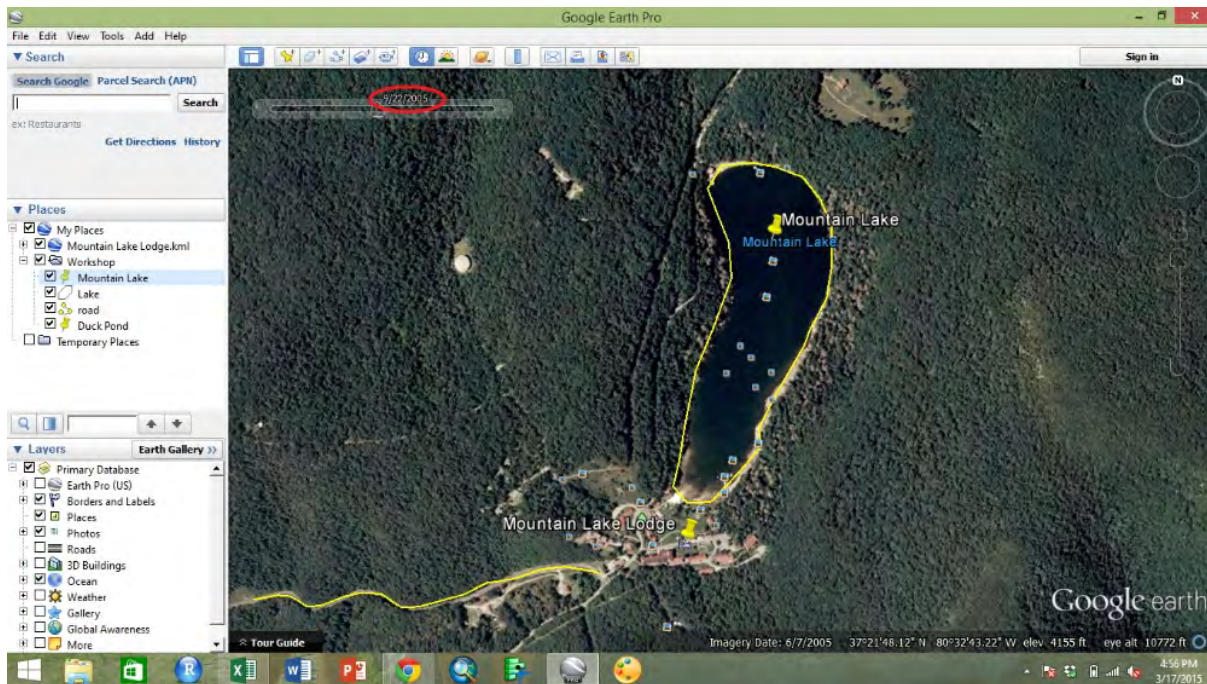 Google Earth Pro
File Edit View Tools Add Help
▼ Search
Search Google Parcel Search (APN)
Search
ex: Restaurants
Get Directions History
▼ Places
My Places
Mountain Lake Lodge.kml
Workshop
Mountain Lake
Lake
road
Duck Pond
Temporary Places
▼ Layers
Earth Gallery >>
Primary Database
Earth Pro (US)
Borders and Labels
Places
Photos
Roads
3D Buildings
Ocean
Weather
Gallery
Global Awareness
More
Sign in
9/22/2005
N
Mountain Lake
Mountain Lake
Mountain Lake Lodge
Google earth
Tour Guide
Imagery Date: 6/7/2005 37°21'48.12" N 80°32'43.22" W elev 4155 ft eye alt 10772 ft
4:56 PM
3/17/2015